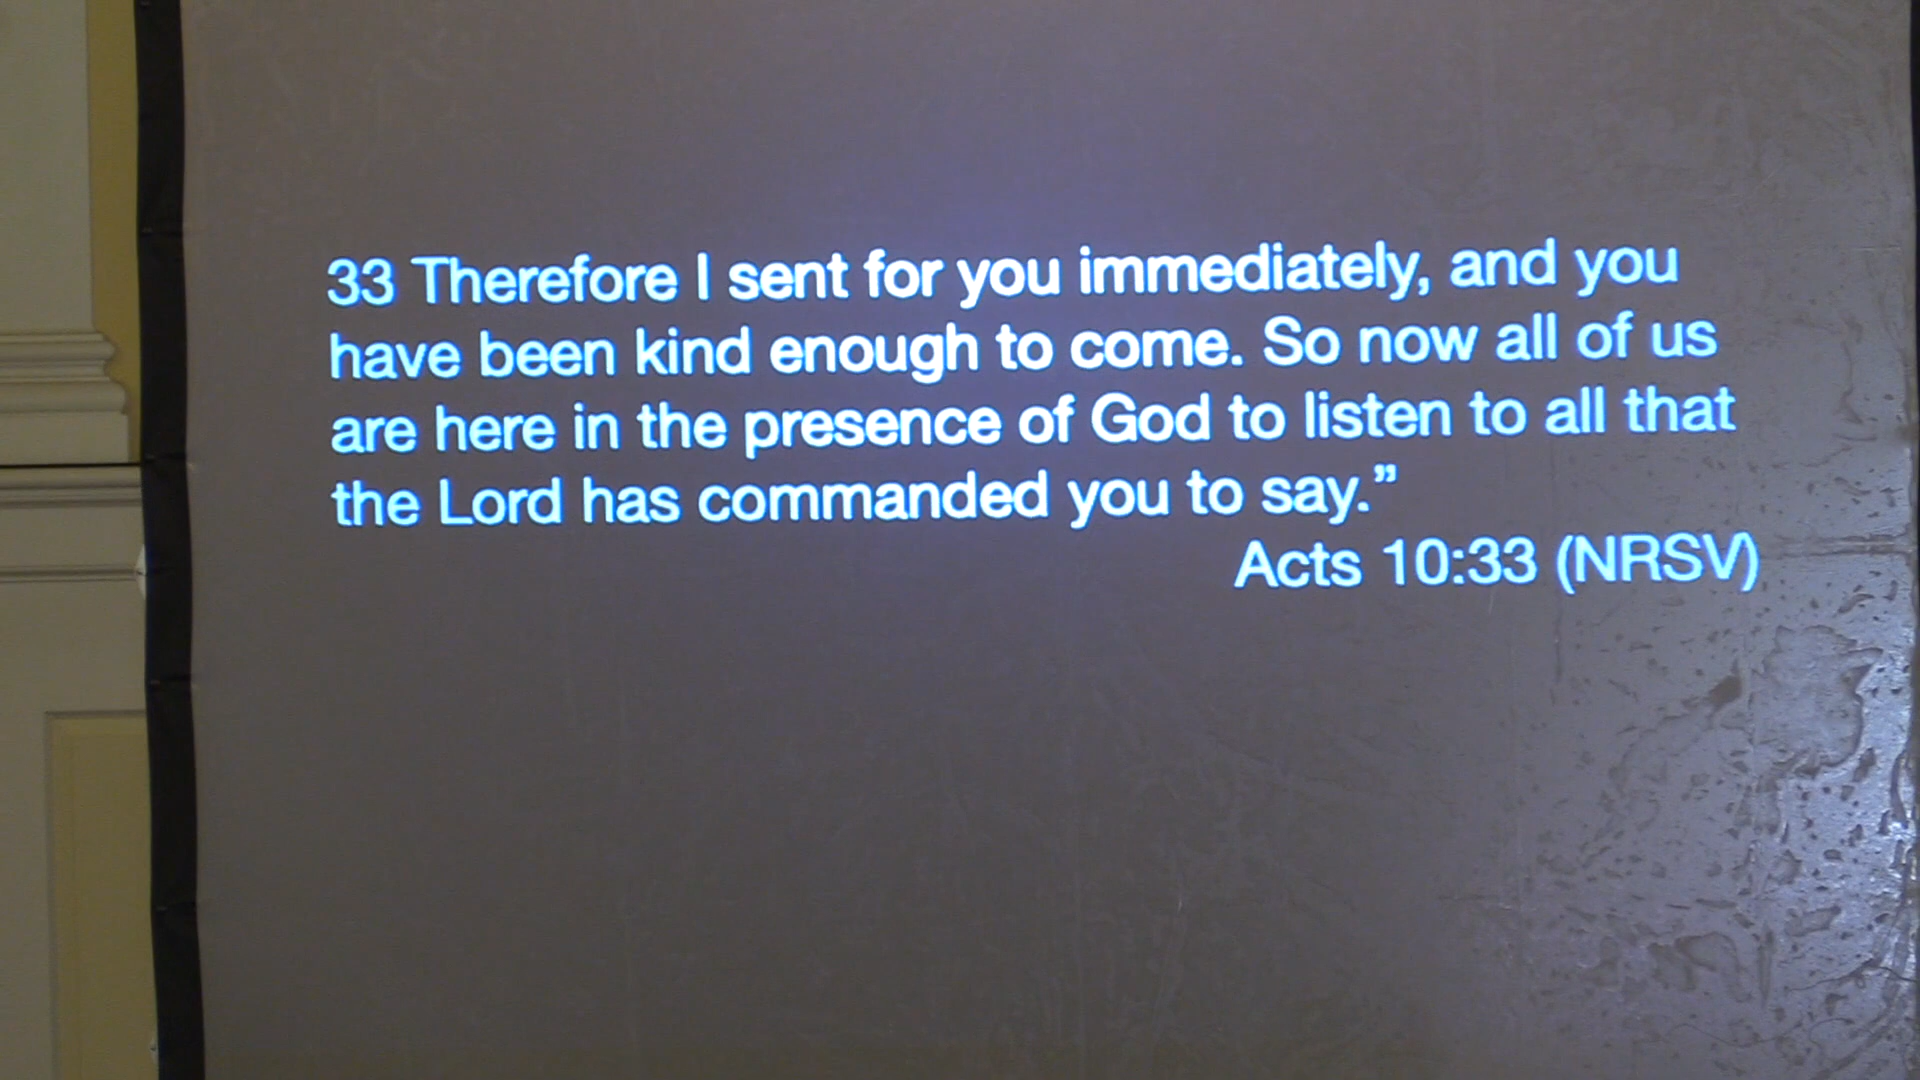 33 Therefore I sent for you immediately, and you
have been kind enough to come. So now all of us
are here in the presence of God to listen to all that
the Lord has commanded you to say.”
Acts 10:33 (NRSV)